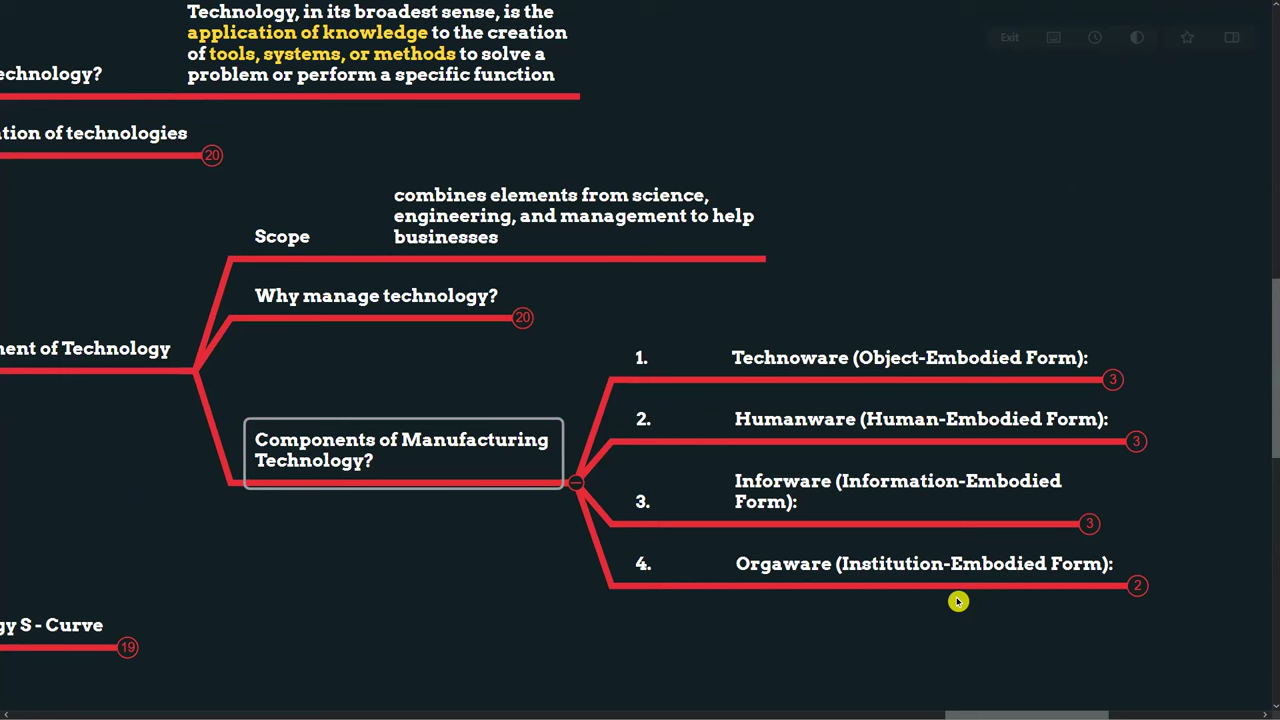 Technology, in its broadest sense, is the
application of knowledge to the creation
of tools, systems, or methods to solve a
problem or perform a specific function
echnology?
Exit
tion of technologies
20
combines elements from science,
engineering, and management to help
businesses
Scope
Why manage technology?
20
ent of Technology
Components of Manufacturing
Technology?
1. Technoware (Object-Embodied Form):
3
2. Humanware (Human-Embodied Form):
3
3. Inforware (Information-Embodied
Form):
3
4. Orgaware (Institution-Embodied Form):
2
gy S - Curve
19